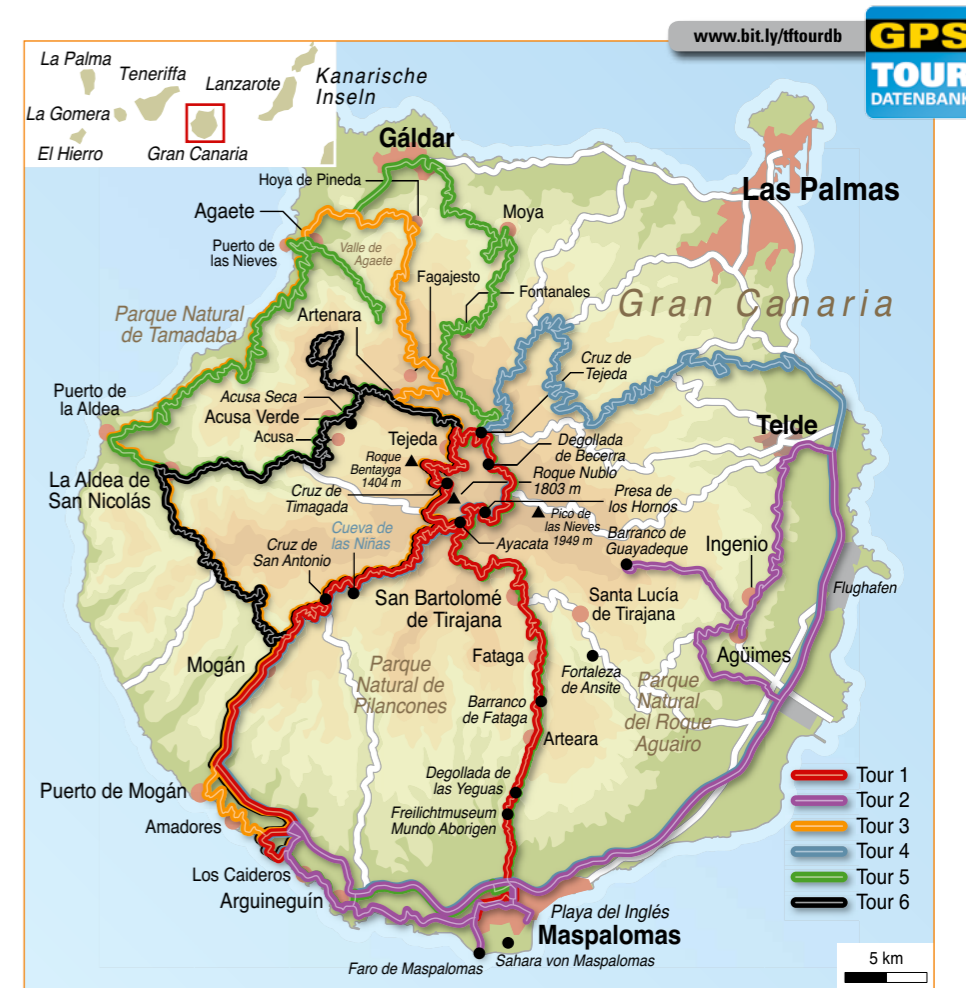 www.bit.ly/tftourdb
GPS
TOUR
DATENBANK
La Palma
Teneriffa
Lanzarote
Kanarische
Inseln
La Gomera
El Hierro
Gran Canaria
Gáldar
Hoya de Pineda
Las Palmas
Agaete
Moya
Puerto de
las Nieves
Valle de
Agaete
Fagajesto
Fontanales
Gran Canaria
Parque Natural
de Tamadaba
Artenara
Cruz de
Tejeda
Puerto de
la Aldea
Acusa Seca
Acusa Verde
Acusa
Tejeda
Degollada
de Becerra
Telde
Roque
Bentayga
1404 m
Roque Nublo
1803 m
La Aldea de
San Nicolás
Cruz de
Timagada
Presa de
los Hornos
Pico de
las Nieves
1949 m
Cueva de
las Niñas
Cruz de
San Antonio
Ayacata
Barranco de
Guayadeque
Ingenio
Flughafen
San Bartolomé
de Tirajana
Santa Lucía
de Tirajana
Mogán
Fataga
Agüimes
Parque
Natural de
Pilancones
Fortaleza
de Ansite
Parque
Natural
del Roque
Aguairo
Barranco
de Fataga
Arteara
Degollada de
las Yeguas
Puerto de Mogán
Freilichtmuseum
Mundo Aborigen
Amadores
Los Caideros
Arguineguín
Playa del Inglés
Maspalomas
Sahara von Maspalomas
Faro de Maspalomas
Tour 1
Tour 2
Tour 3
Tour 4
Tour 5
Tour 6
5 km